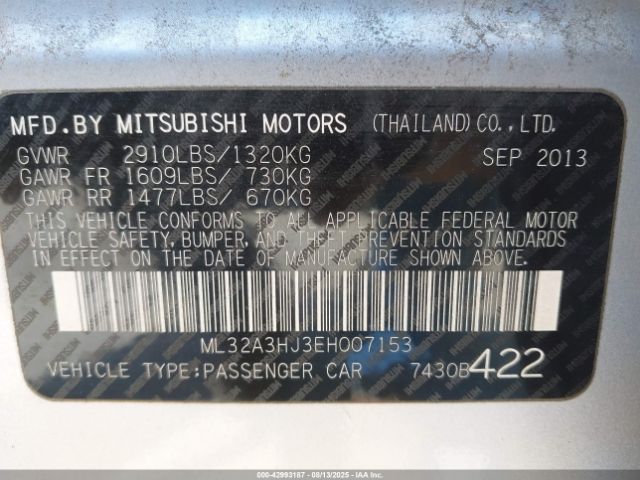 MFD.BY MITSUBISHI MOTORS (THAILAND) CO.,LTD.
GVWR 2910LBS/1320KG SEP 2013
GAWR FR 1609LBS/ 730KG
GAWR RR 1477LBS/ 670KG
THIS VEHICLE CONFORMS TO ALL APPLICABLE FEDERAL MOTOR
VEHICLE SAFETY, BUMPER, AND THEFT PREVENTION STANDARDS
IN EFFECT ON THE DATE OF MANUFACTURE SHOWN ABOVE.
ML32A3HJ3EH007153
VEHICLE TYPE:PASSENGER CAR 7430B422
000-42993187 - 08/13/2025 - IAAI.COM